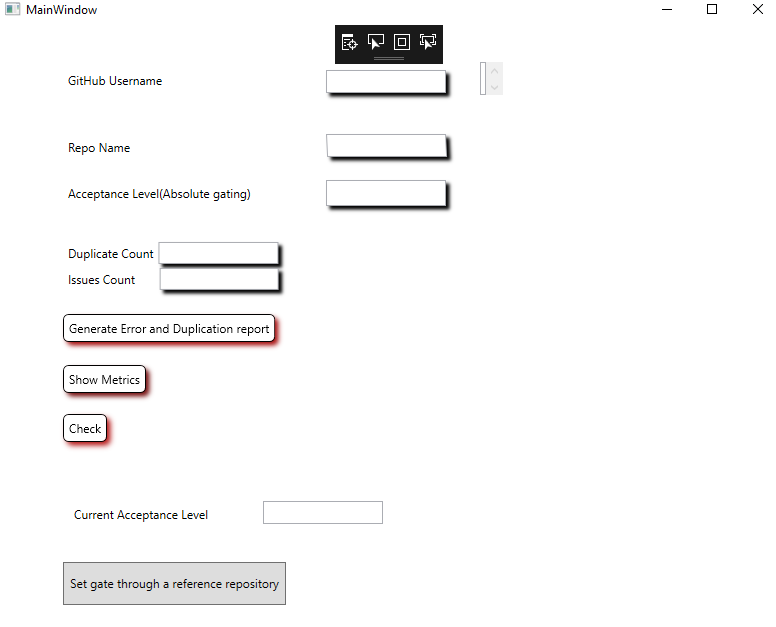 MainWindow
GitHub Username
Repo Name
Acceptance Level(Absolute gating)
Duplicate Count
Issues Count
Generate Error and Duplication report
Show Metrics
Check
Current Acceptance Level
Set gate through a reference repository